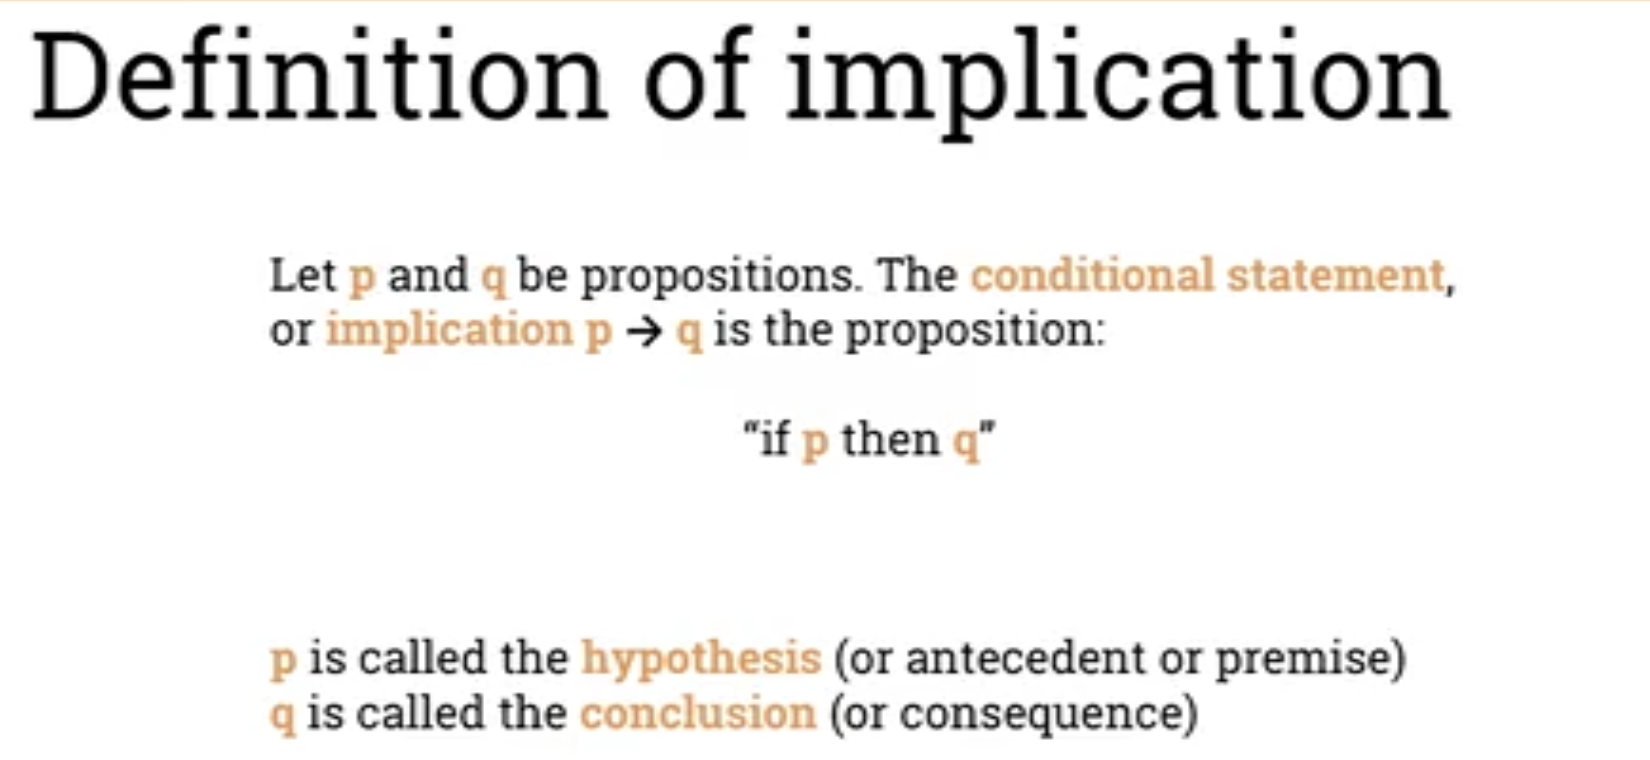 Definition of implication
Let p and q be propositions. The conditional statement,
or implication p → q is the proposition:
“if p then q”
p is called the hypothesis (or antecedent or premise)
q is called the conclusion (or consequence)